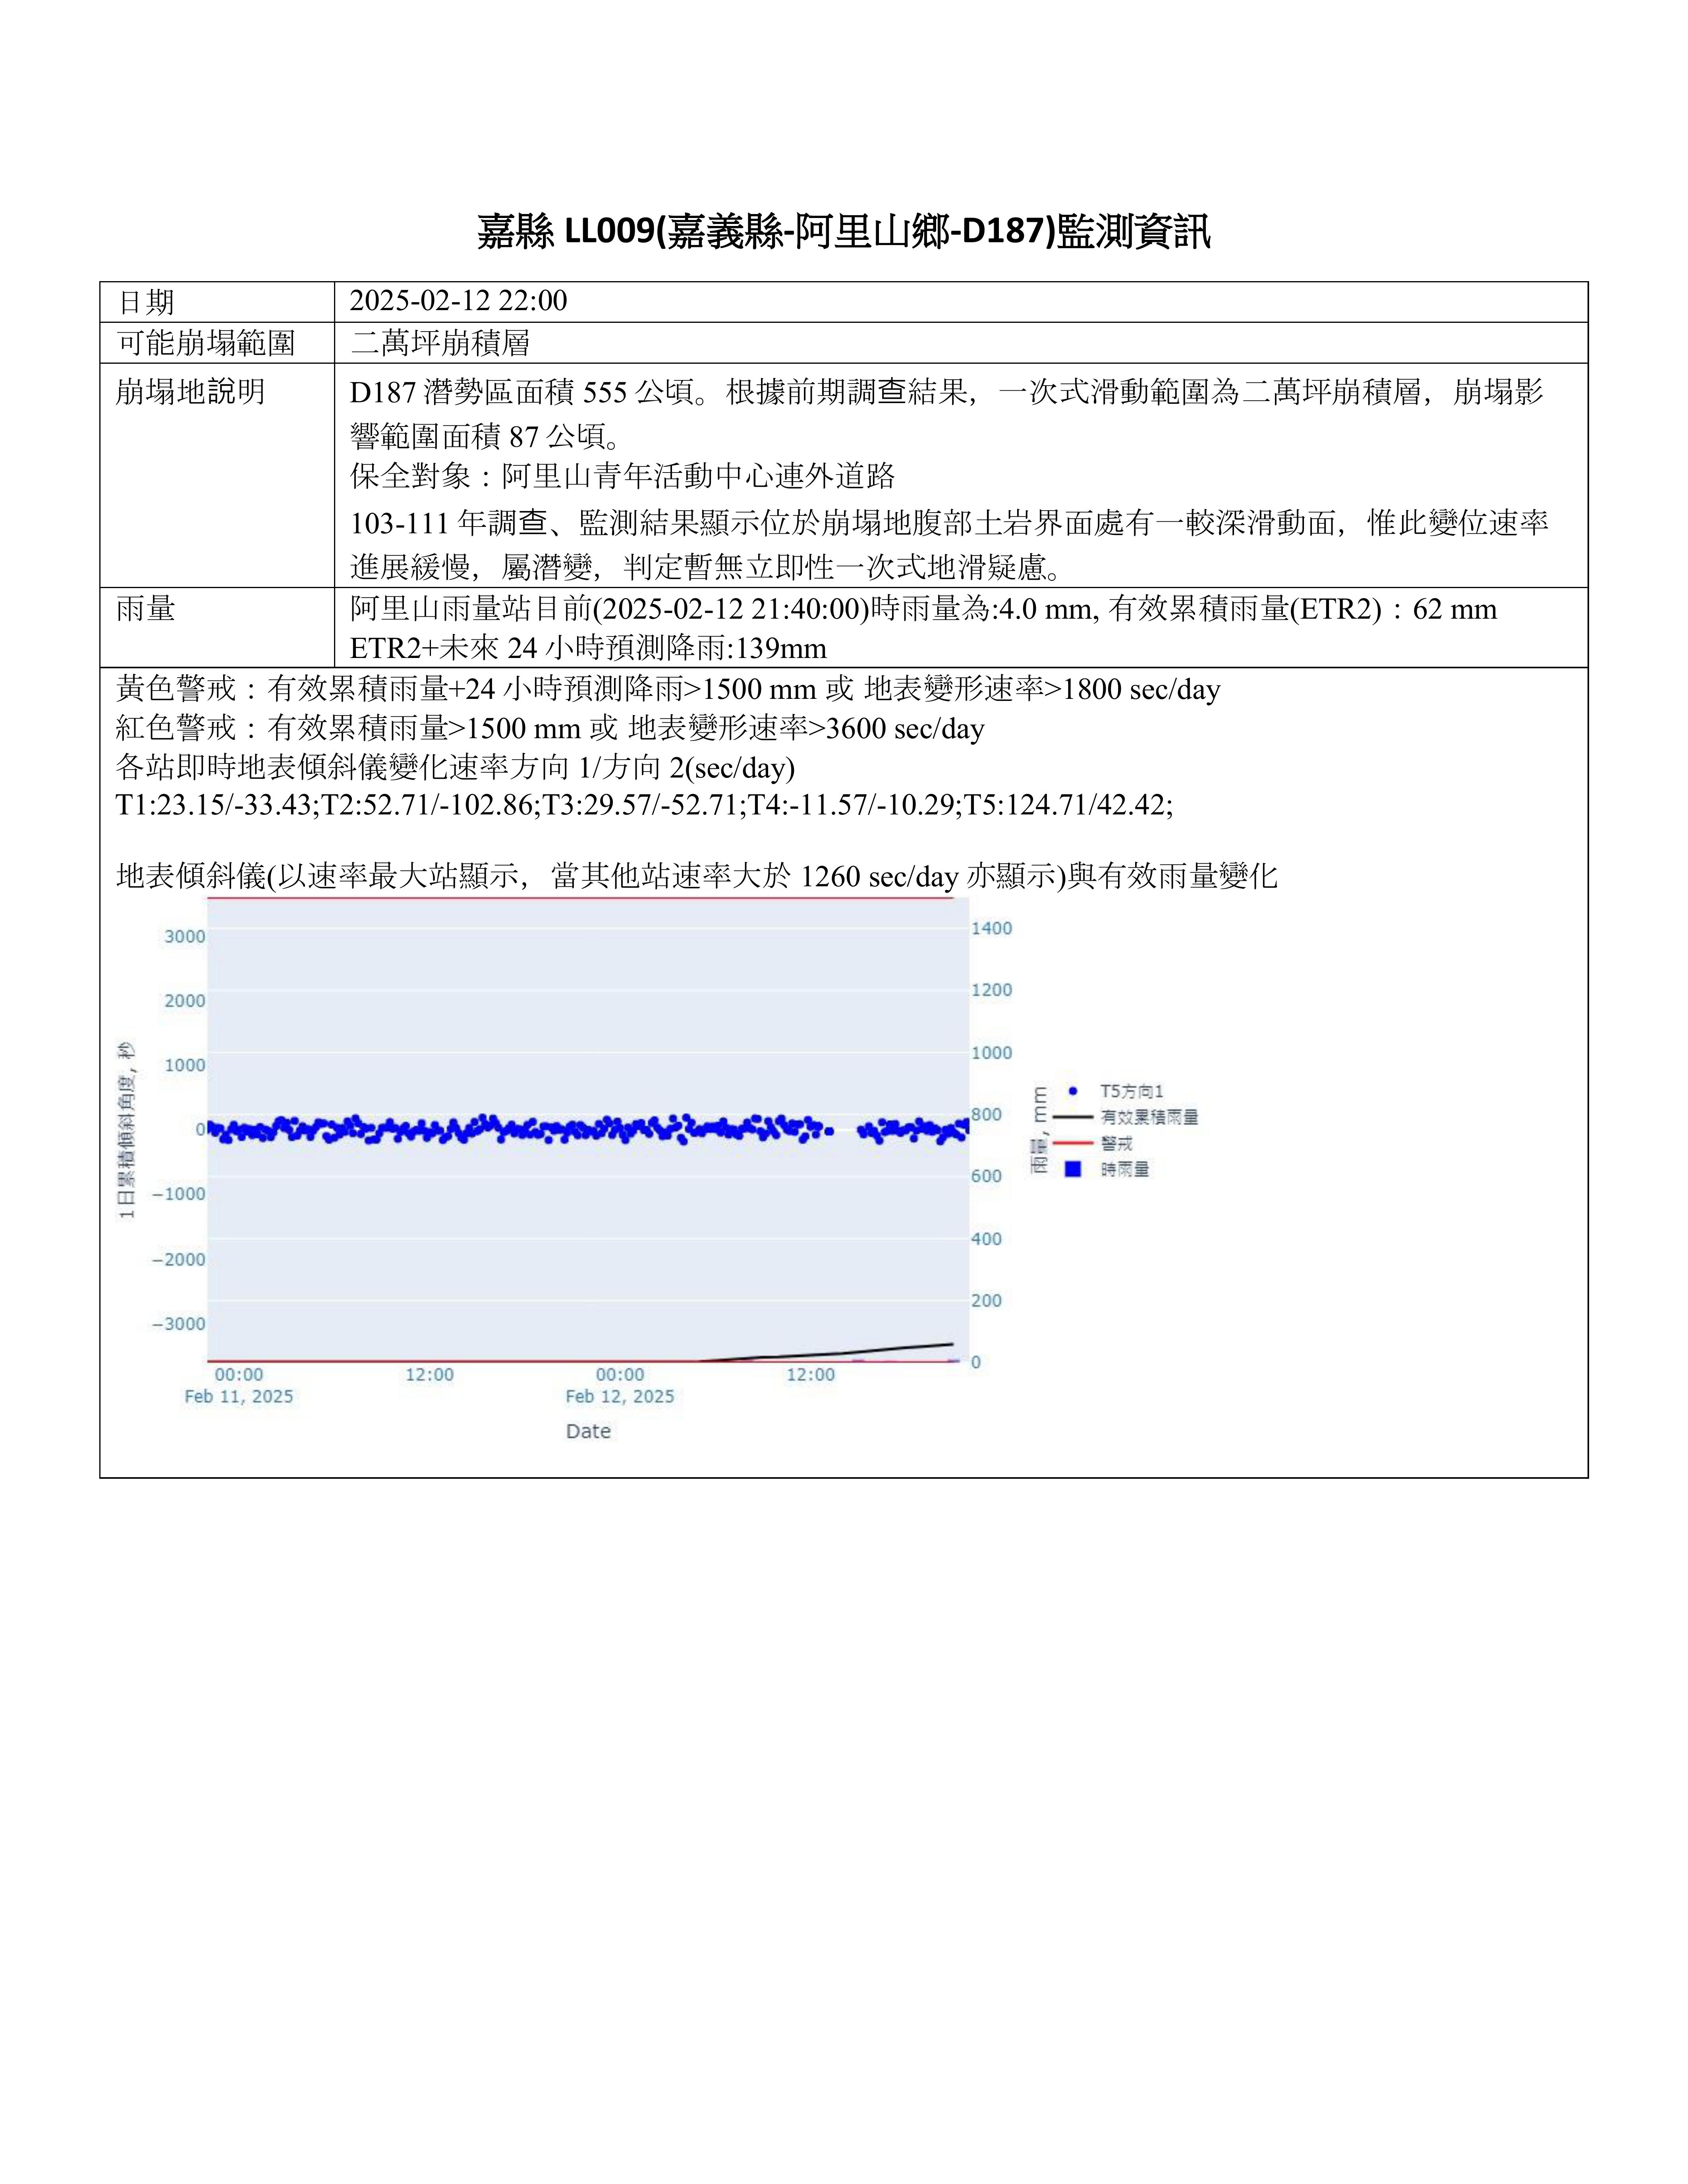 嘉縣 LL009(嘉義縣-阿里山鄉-D187)監測資訊
日期 2025-02-12 22:00
可能崩塌範圍 二萬坪崩積層
崩塌地說明 D187 潛勢區面積 555 公頃。根據前期調查結果，一次式滑動範圍為二萬坪崩積層，崩塌影
響範圍面積 87 公頃。
保全對象：阿里山青年活動中心連外道路
103-111 年調查、監測結果顯示位於崩塌地腹部土岩界面處有一較深滑動面，惟此變位速率
進展緩慢，屬潛變，判定暫無立即性一次式地滑疑慮。
雨量 阿里山雨量站目前(2025-02-12 21:40:00)時雨量為:4.0 mm, 有效累積雨量(ETR2)：62 mm
ETR2+未來 24 小時預測降雨:139mm
黃色警戒：有效累積雨量+24 小時預測降雨>1500 mm 或 地表變形速率>1800 sec/day
紅色警戒：有效累積雨量>1500 mm 或 地表變形速率>3600 sec/day
各站即時地表傾斜儀變化速率方向 1/方向 2(sec/day)
T1:23.15/-33.43;T2:52.71/-102.86;T3:29.57/-52.71;T4:-11.57/-10.29;T5:124.71/42.42;
地表傾斜儀(以速率最大站顯示，當其他站速率大於 1260 sec/day 亦顯示)與有效雨量變化
1日累積傾斜角度, 秒
3000
2000
1000
0
−1000
−2000
−3000
1400
1200
1000
800
600
400
200
0
雨量, mm
T5方向1
有效累積雨量
警戒
時雨量
00:00 12:00 00:00 12:00
Feb 11, 2025 Feb 12, 2025
Date